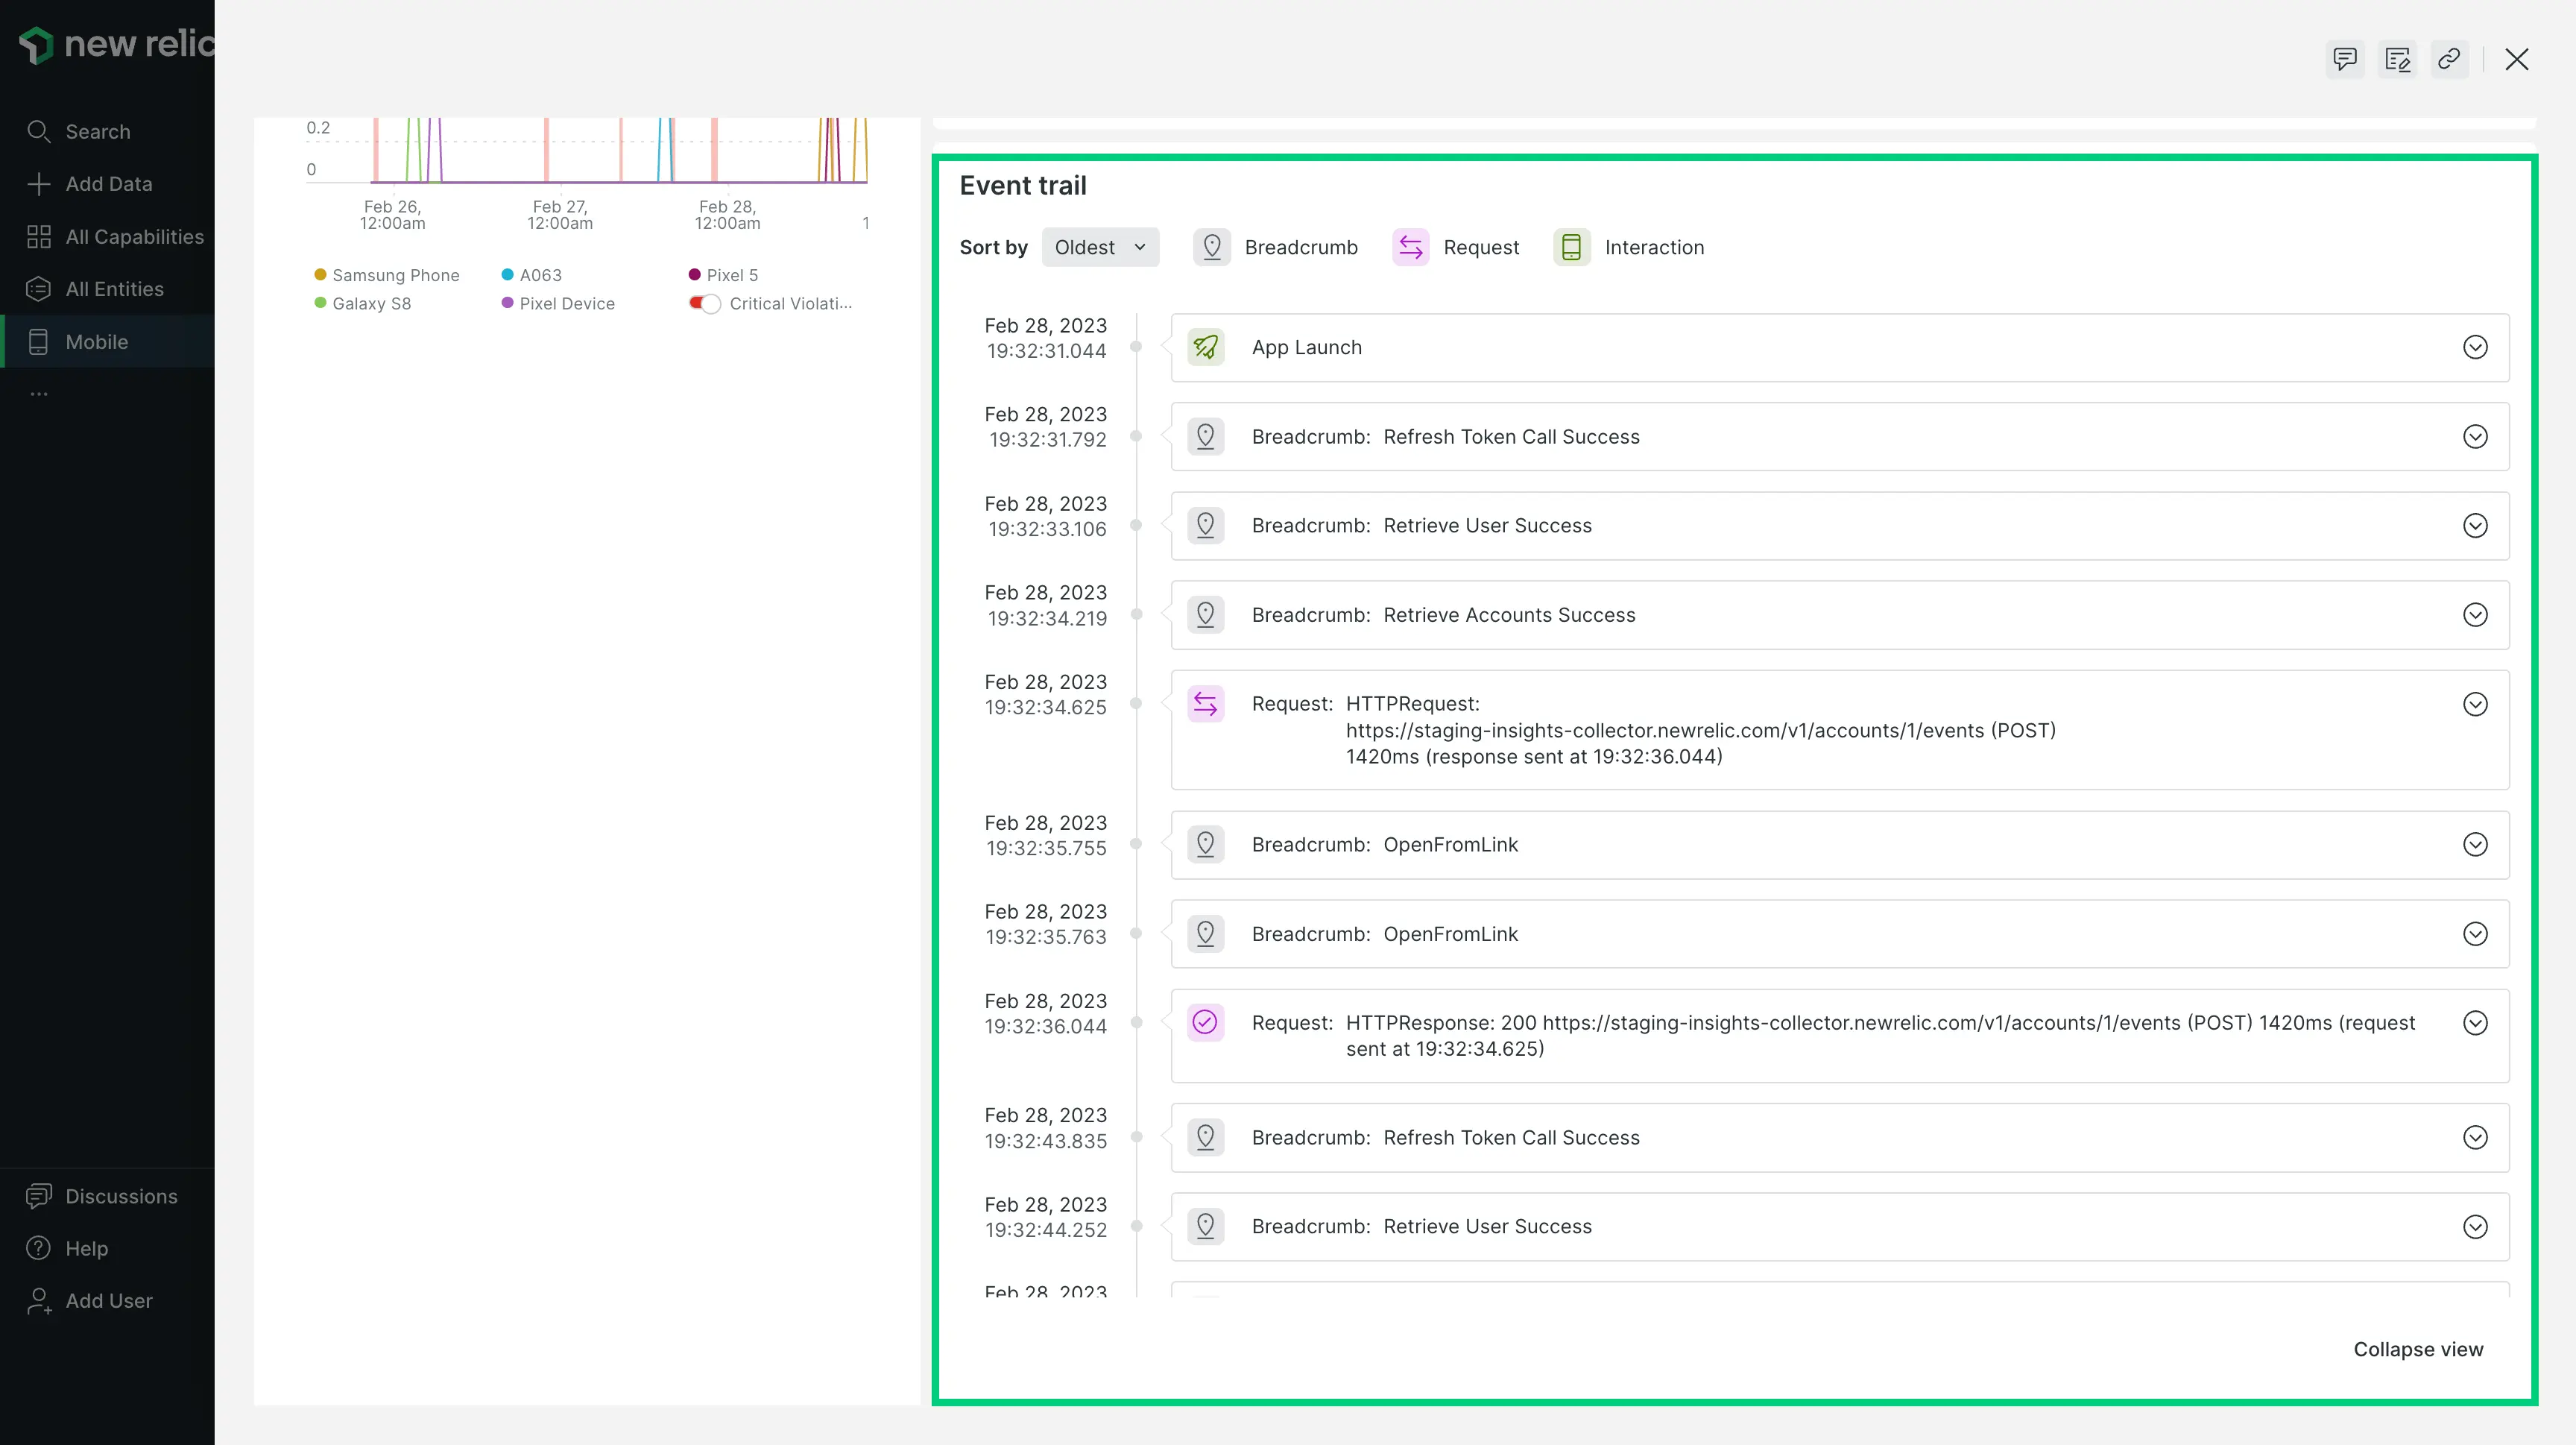 new relic
Search
Add Data
All Capabilities
All Entities
Mobile
...
Discussions
Help
Add User
0.2
0
Feb 26,
12:00am
Feb 27,
12:00am
Feb 28,
12:00am
1
Samsung Phone
A063
Pixel 5
Galaxy S8
Pixel Device
Critical Violati...
Event trail
Sort by
Oldest
Breadcrumb
Request
Interaction
Feb 28, 2023
19:32:31.044
App Launch
Feb 28, 2023
19:32:31.792
Breadcrumb: Refresh Token Call Success
Feb 28, 2023
19:32:33.106
Breadcrumb: Retrieve User Success
Feb 28, 2023
19:32:34.219
Breadcrumb: Retrieve Accounts Success
Feb 28, 2023
19:32:34.625
Request: HTTPRequest:
https://staging-insights-collector.newrelic.com/v1/accounts/1/events (POST)
1420ms (response sent at 19:32:36.044)
Feb 28, 2023
19:32:35.755
Breadcrumb: OpenFromLink
Feb 28, 2023
19:32:35.763
Breadcrumb: OpenFromLink
Feb 28, 2023
19:32:36.044
Request: HTTPResponse: 200 https://staging-insights-collector.newrelic.com/v1/accounts/1/events (POST) 1420ms (request
sent at 19:32:34.625)
Feb 28, 2023
19:32:43.835
Breadcrumb: Refresh Token Call Success
Feb 28, 2023
19:32:44.252
Breadcrumb: Retrieve User Success
Feb 28, 2023
Collapse view